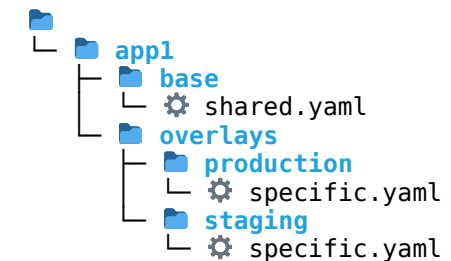 app1
base
shared.yaml
overlays
production
specific.yaml
staging
specific.yaml